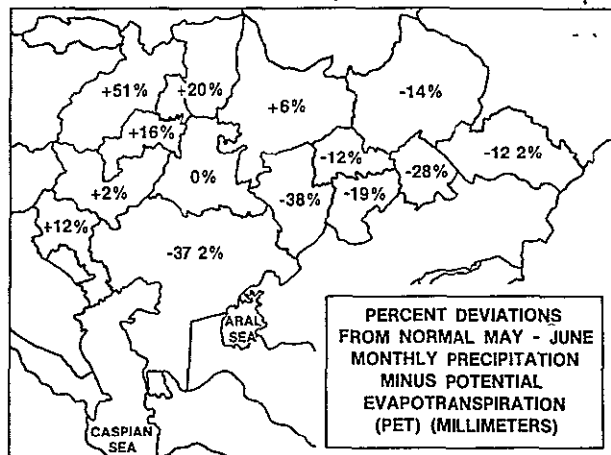 +51%
+20%
+6%
-14%
+16%
-12%
-12 2%
0%
-28%
+2%
-38%
-19%
+12%
-37 2%
ARAL
SEA
CASPIAN
SEA
PERCENT DEVIATIONS
FROM NORMAL MAY - JUNE
MONTHLY PRECIPITATION
MINUS POTENTIAL
EVAPOTRANSPIRATION
(PET) (MILLIMETERS)